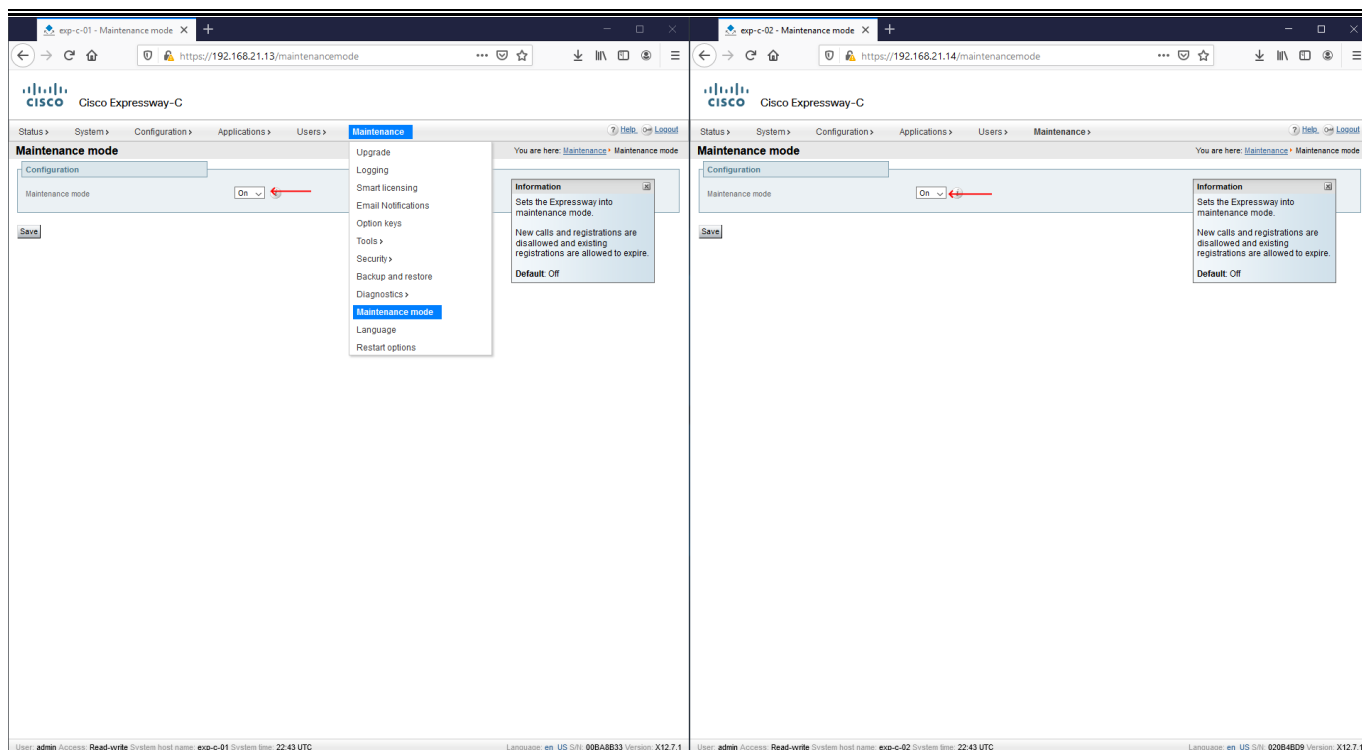 exp-c-01 - Maintenance mode
https://192.168.21.13/maintenancemode
CISCO Cisco Expressway-C
Status › System › Configuration › Applications › Users › Maintenance Help Logout
Maintenance mode You are here: Maintenance › Maintenance mode
Configuration
Maintenance mode On
Save
Upgrade
Logging
Smart licensing
Email Notifications
Option keys
Tools ›
Security ›
Backup and restore
Diagnostics ›
Maintenance mode
Language
Restart options
Information
Sets the Expressway into
maintenance mode.
New calls and registrations are
disallowed and existing
registrations are allowed to expire.
Default: Off
User: admin Access: Read-write System host name: exp-c-01 System time: 22:43 UTC Language: en_US S/N: 00BA8B33 Version: X12.7.1
exp-c-02 - Maintenance mode
https://192.168.21.14/maintenancemode
CISCO Cisco Expressway-C
Status › System › Configuration › Applications › Users › Maintenance › Help Logout
Maintenance mode You are here: Maintenance › Maintenance mode
Configuration
Maintenance mode On
Save
Information
Sets the Expressway into
maintenance mode.
New calls and registrations are
disallowed and existing
registrations are allowed to expire.
Default: Off
User: admin Access: Read-write System host name: exp-c-02 System time: 22:43 UTC Language: en_US S/N: 020B4BD9 Version: X12.7.1